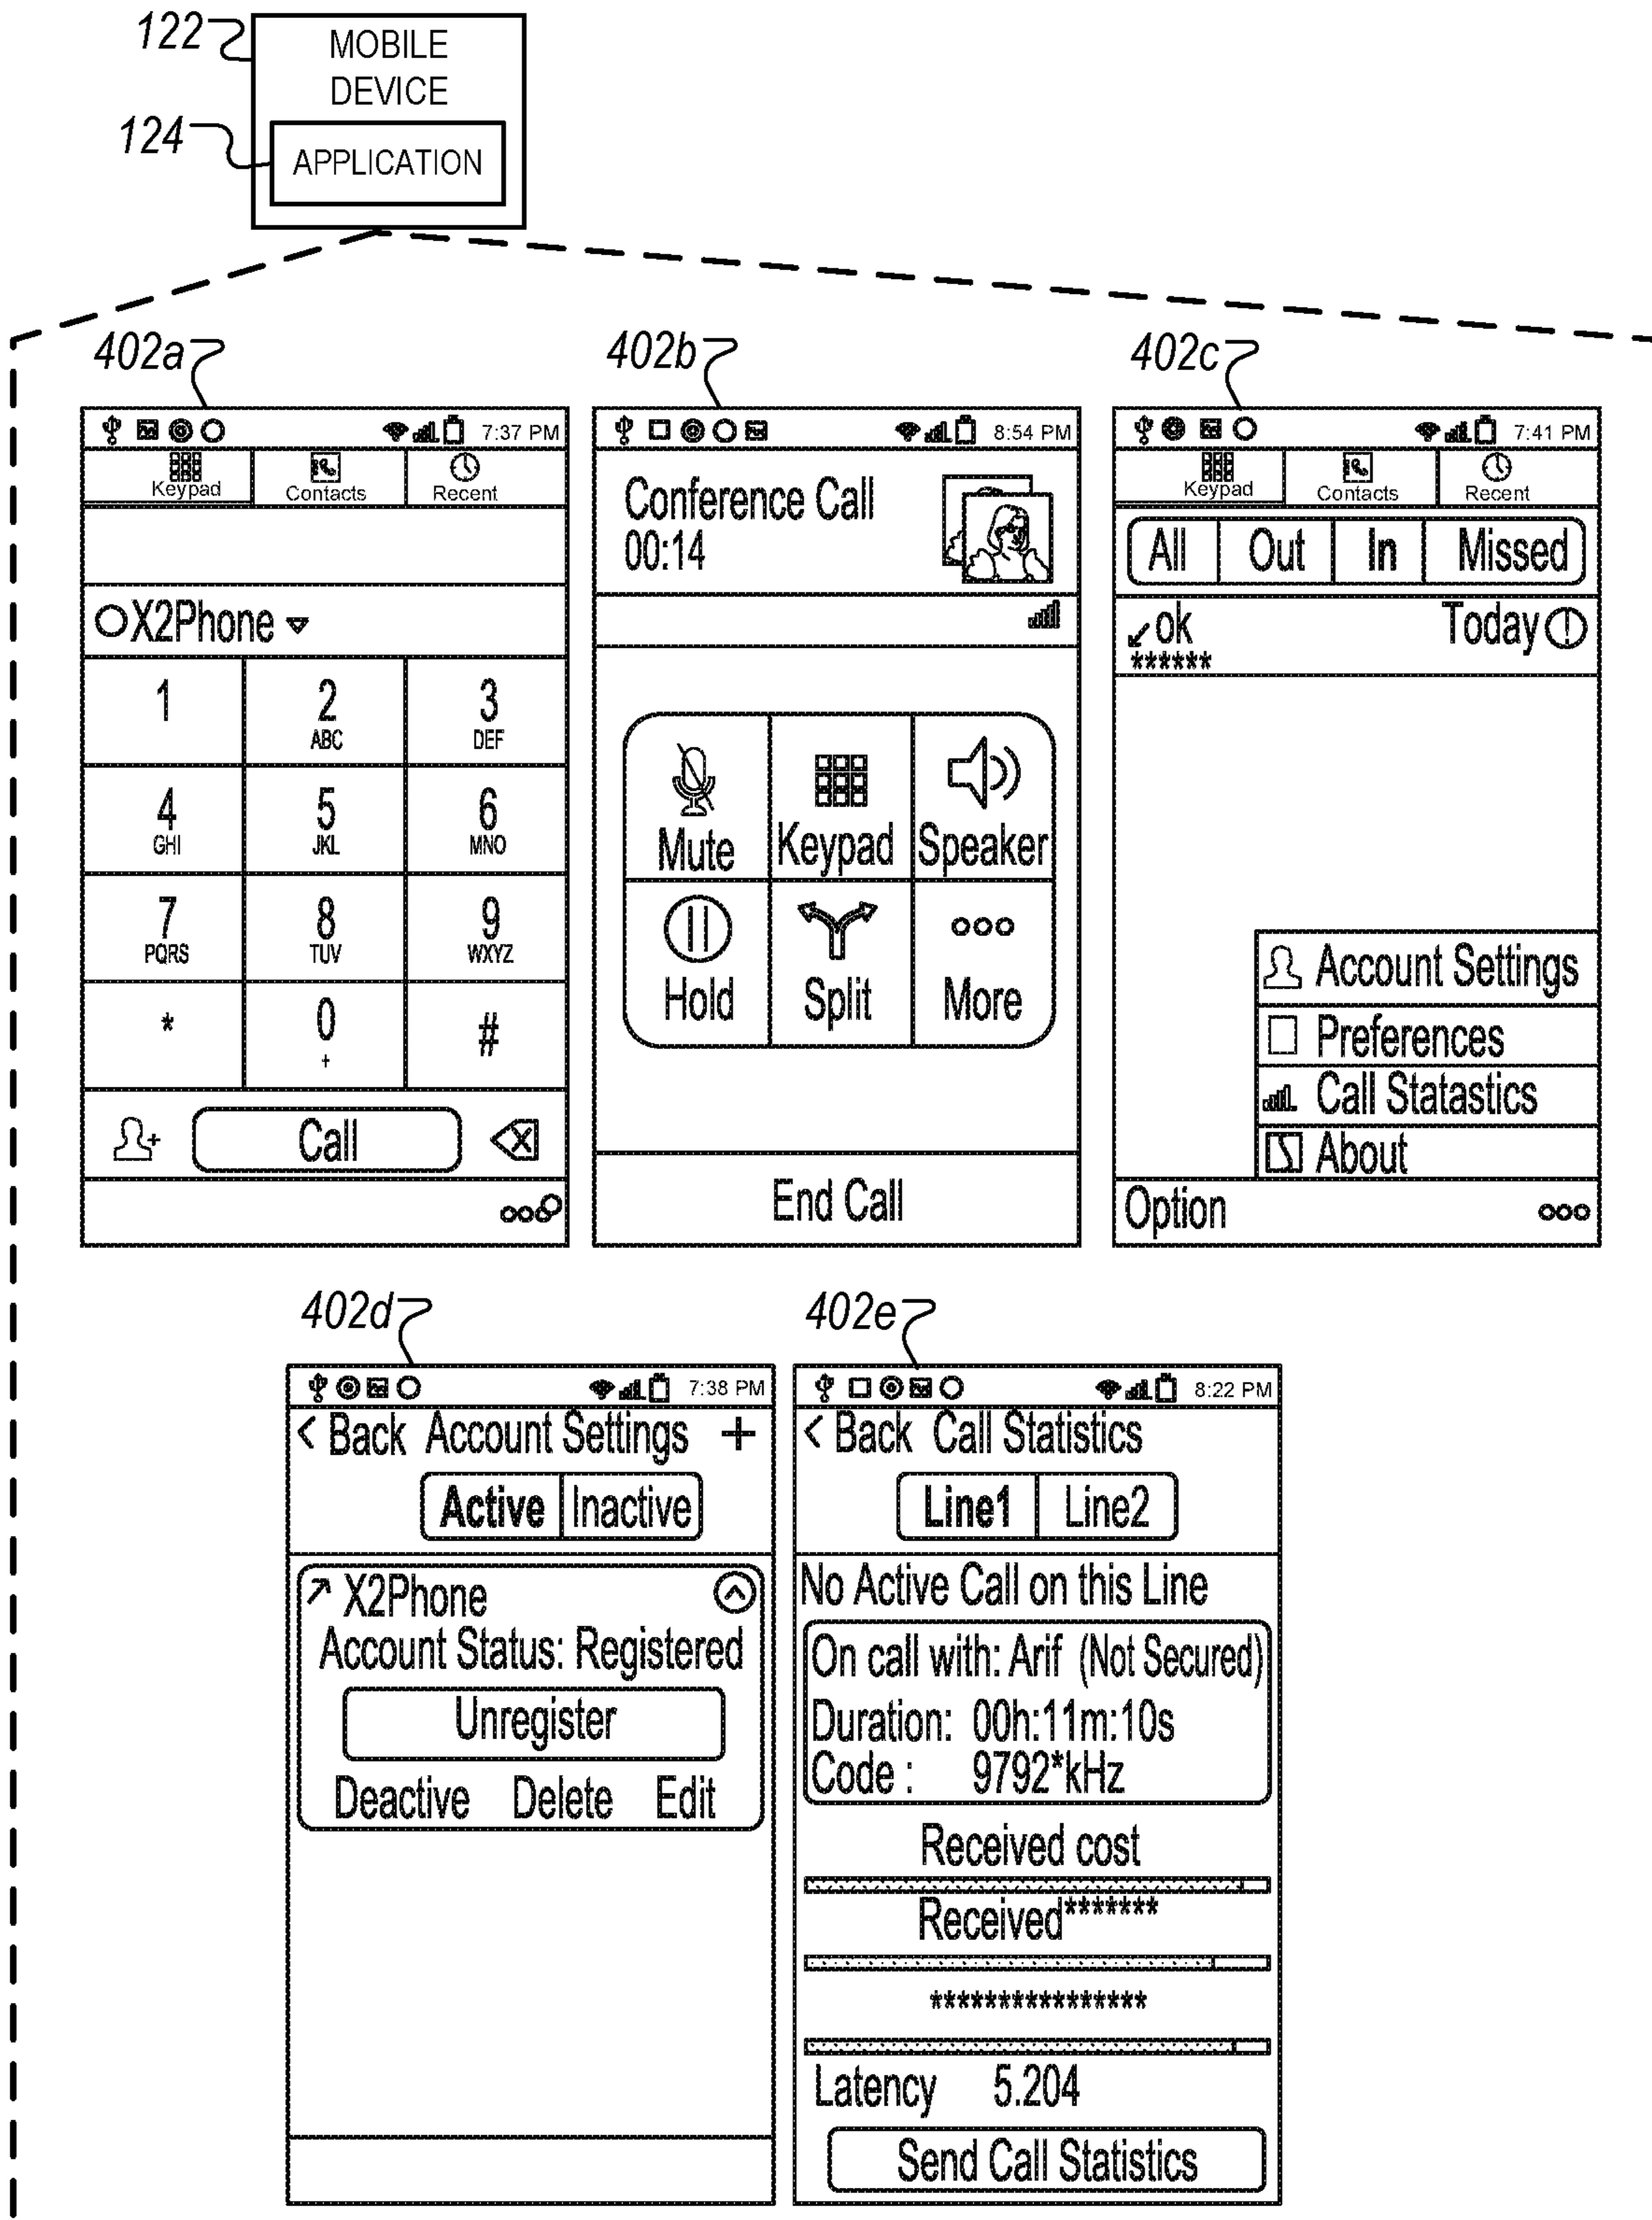 122
MOBILE
DEVICE
124
APPLICATION
402a
7:37 PM
Keypad Contacts Recent
X2Phone
1 2 3
ABC DEF
4 5 6
GHI JKL MNO
7 8 9
PQRS TUV WXYZ
* 0 #
+
Call
402b
8:54 PM
Conference Call
00:14
Mute Keypad Speaker
Hold Split More
End Call
402c
7:41 PM
Keypad Contacts Recent
All Out In Missed
ok Today
******
Account Settings
Preferences
Call Statastics
About
Option
402d
7:38 PM
< Back Account Settings +
Active Inactive
X2Phone
Account Status: Registered
Unregister
Deactive Delete Edit
402e
8:22 PM
< Back Call Statistics
Line1 Line2
No Active Call on this Line
On call with: Arif (Not Secured)
Duration: 00h:11m:10s
Code : 9792*kHz
Received cost
Received*******
****************
Latency 5.204
Send Call Statistics